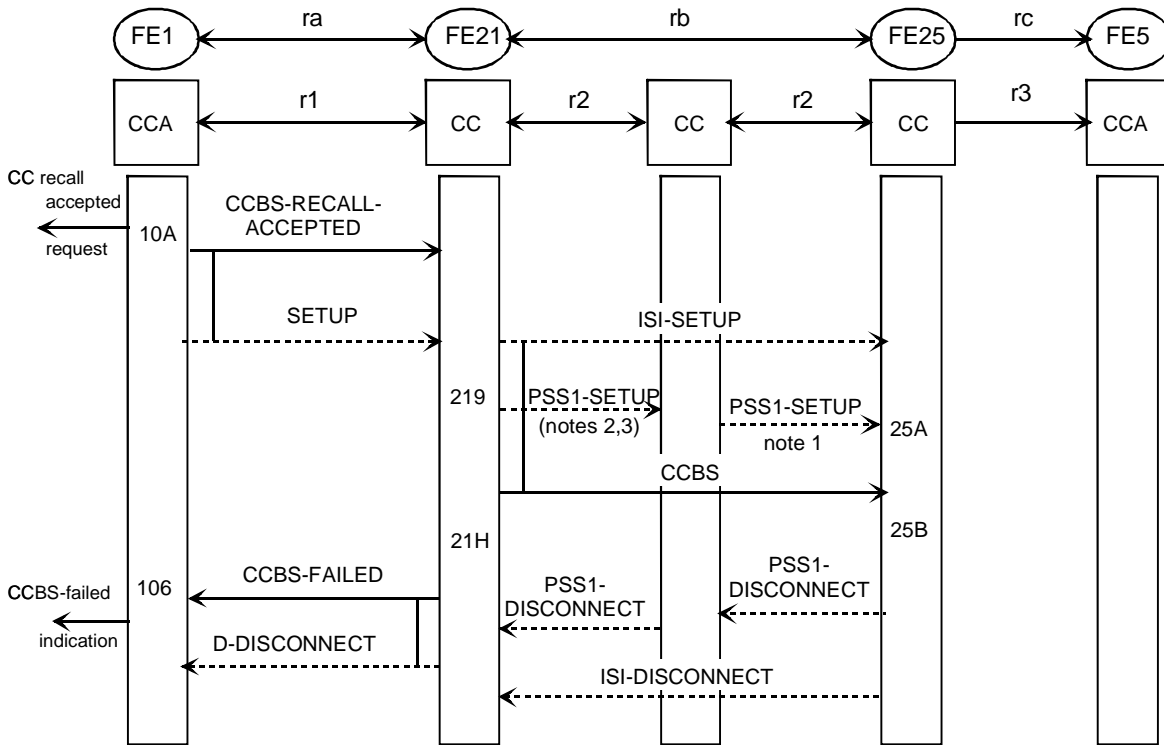 FE1
ra
FE21
rb
FE25
rc
FE5
CCA
r1
CC
r2
CC
r2
CC
r3
CCA
CC recall
accepted
request
10A
CCBS-RECALL-
ACCEPTED
SETUP
ISI-SETUP
219
PSS1-SETUP
(notes 2,3)
PSS1-SETUP
note 1
25A
CCBS
21H
25B
CCBS-failed
indication
106
CCBS-FAILED
PSS1-
DISCONNECT
PSS1-
DISCONNECT
D-DISCONNECT
ISI-DISCONNECT